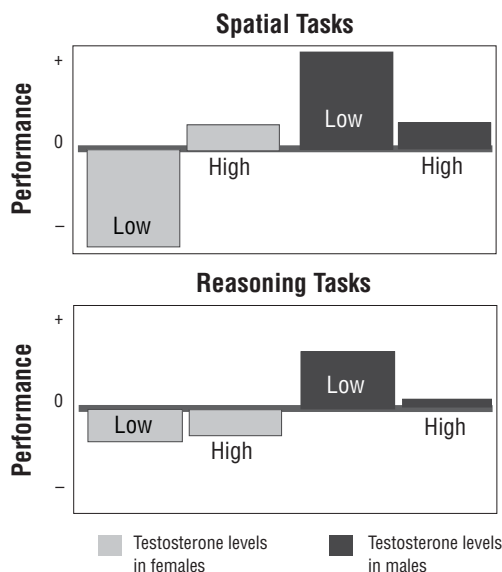 Spatial Tasks
Performance
+
0
–
Low
High
Low
High
Reasoning Tasks
Performance
+
0
–
Low
High
Low
High
Testosterone levels
in females
Testosterone levels
in males